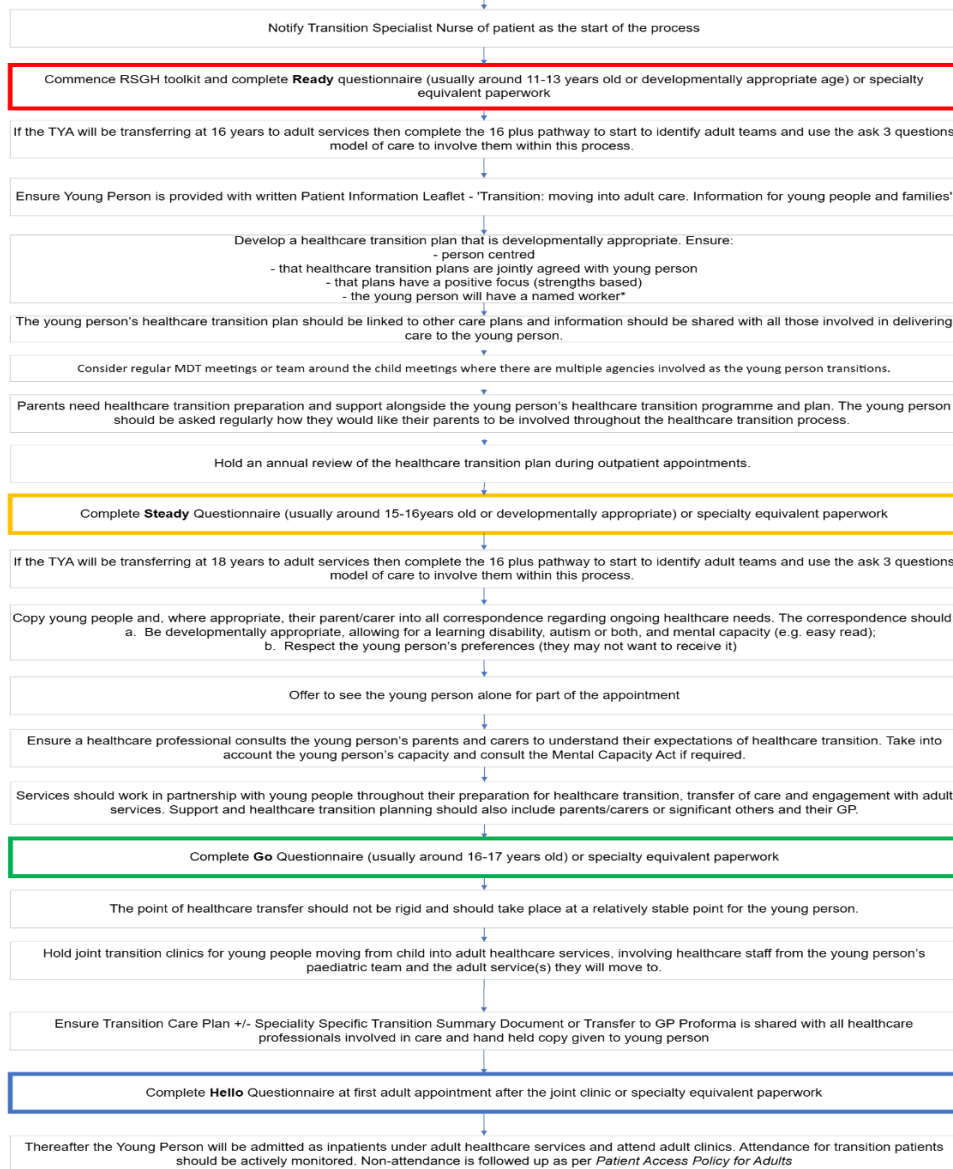 Notify Transition Specialist Nurse of patient as the start of the process
Commence RSGH toolkit and complete Ready questionnaire (usually around 11-13 years old or developmentally appropriate age) or specialty
equivalent paperwork
If the TYA will be transferring at 16 years to adult services then complete the 16 plus pathway to start to identify adult teams and use the ask 3 questions
model of care to involve them within this process.
Ensure Young Person is provided with written Patient Information Leaflet - 'Transition: moving into adult care. Information for young people and families'
Develop a healthcare transition plan that is developmentally appropriate. Ensure:
- person centred
- that healthcare transition plans are jointly agreed with young person
- that plans have a positive focus (strengths based)
- the young person will have a named worker*
The young person's healthcare transition plan should be linked to other care plans and information should be shared with all those involved in delivering
care to the young person.
Consider regular MDT meetings or team around the child meetings where there are multiple agencies involved as the young person transitions.
Parents need healthcare transition preparation and support alongside the young person's healthcare transition programme and plan. The young person
should be asked regularly how they would like their parents to be involved throughout the healthcare transition process.
Hold an annual review of the healthcare transition plan during outpatient appointments.
Complete Steady Questionnaire (usually around 15-16years old or developmentally appropriate) or specialty equivalent paperwork
If the TYA will be transferring at 18 years to adult services then complete the 16 plus pathway to start to identify adult teams and use the ask 3 questions
model of care to involve them within this process.
Copy young people and, where appropriate, their parent/carer into all correspondence regarding ongoing healthcare needs. The correspondence should
a. Be developmentally appropriate, allowing for a learning disability, autism or both, and mental capacity (e.g. easy read);
b. Respect the young person's preferences (they may not want to receive it)
Offer to see the young person alone for part of the appointment
Ensure a healthcare professional consults the young person's parents and carers to understand their expectations of healthcare transition. Take into
account the young person's capacity and consult the Mental Capacity Act if required.
Services should work in partnership with young people throughout their preparation for healthcare transition, transfer of care and engagement with adult
services. Support and healthcare transition planning should also include parents/carers or significant others and their GP.
Complete Go Questionnaire (usually around 16-17 years old) or specialty equivalent paperwork
The point of healthcare transfer should not be rigid and should take place at a relatively stable point for the young person.
Hold joint transition clinics for young people moving from child into adult healthcare services, involving healthcare staff from the young person's
paediatric team and the adult service(s) they will move to.
Ensure Transition Care Plan +/- Speciality Specific Transition Summary Document or Transfer to GP Proforma is shared with all healthcare
professionals involved in care and hand held copy given to young person
Complete Hello Questionnaire at first adult appointment after the joint clinic or specialty equivalent paperwork
Thereafter the Young Person will be admitted as inpatients under adult healthcare services and attend adult clinics. Attendance for transition patients
should be actively monitored. Non-attendance is followed up as per Patient Access Policy for Adults